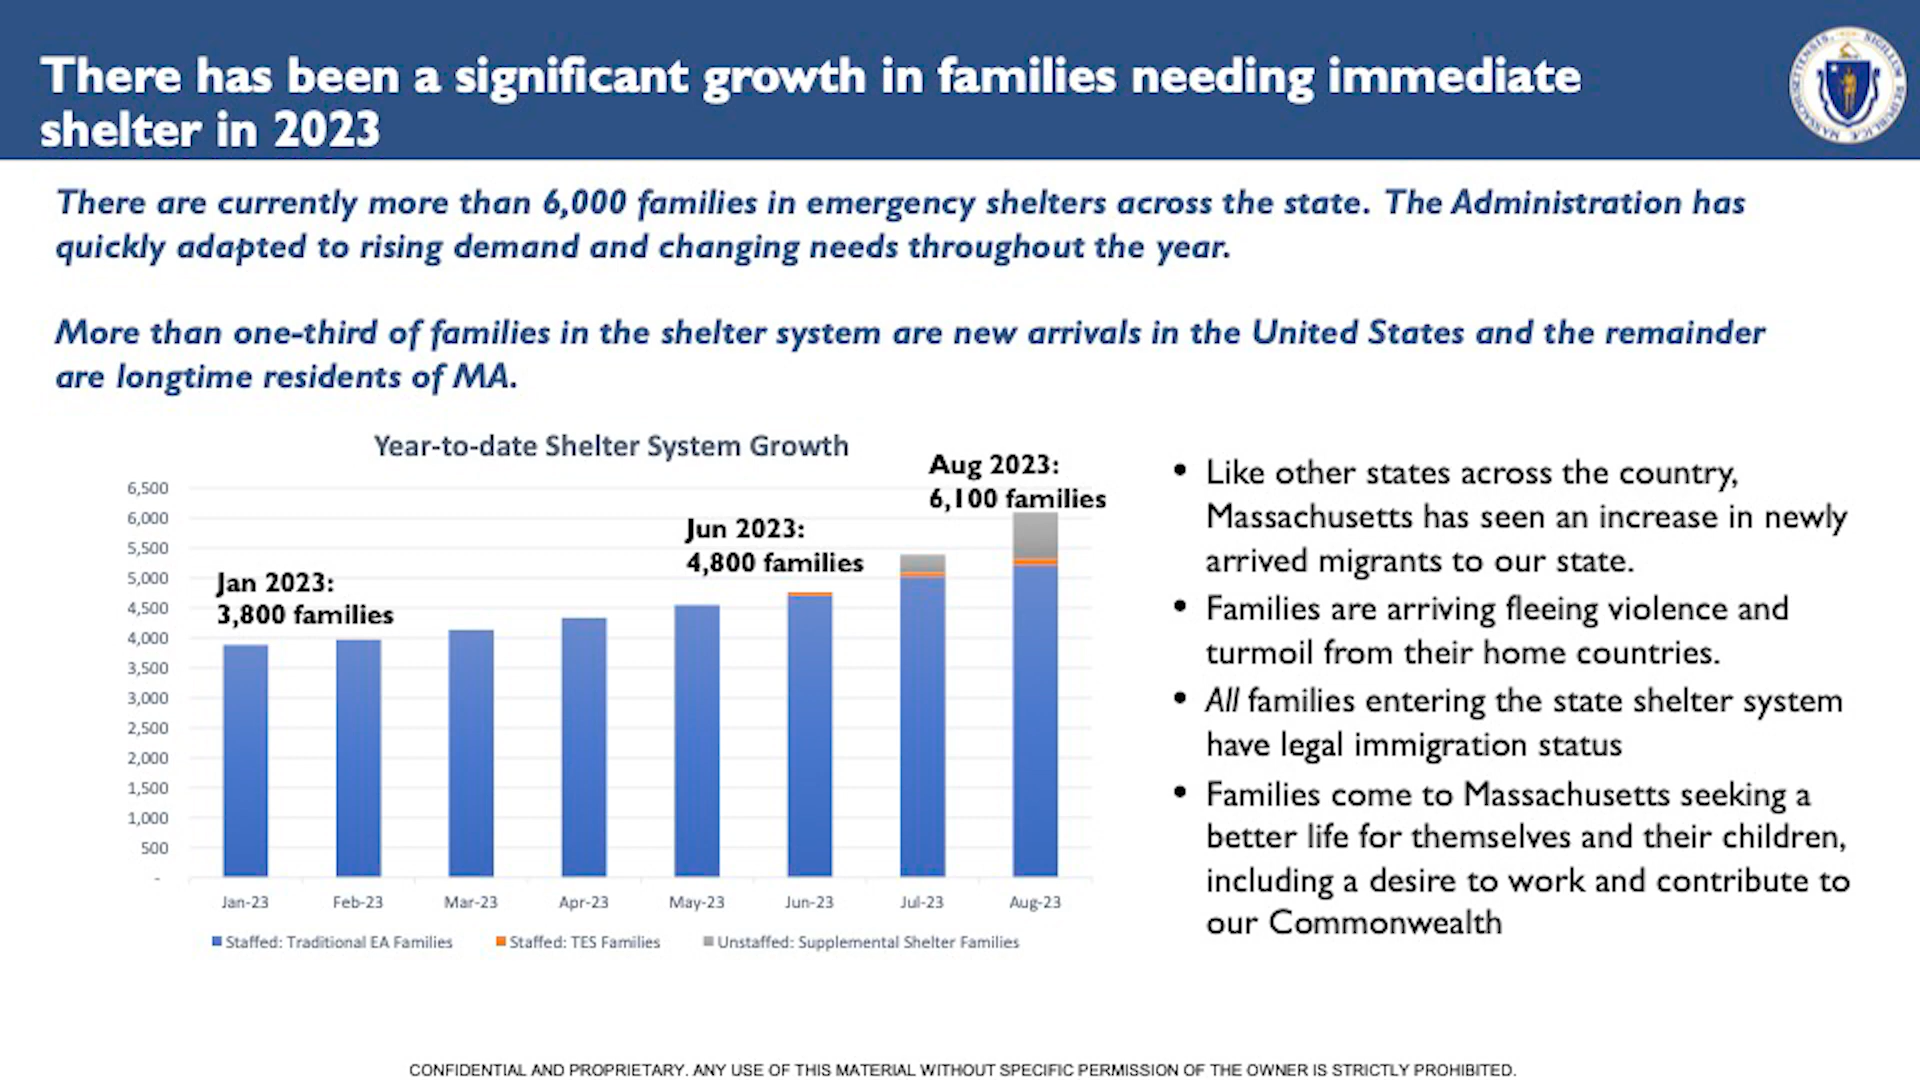 There has been a significant growth in families needing immediate
shelter in 2023
There are currently more than 6,000 families in emergency shelters across the state. The Administration has
quickly adapted to rising demand and changing needs throughout the year.
More than one-third of families in the shelter system are new arrivals in the United States and the remainder
are longtime residents of MA.
Year-to-date Shelter System Growth
Jan 2023:
3,800 families
Jun 2023:
4,800 families
Aug 2023:
6,100 families
6,500
6,000
5,500
5,000
4,500
4,000
3,500
3,000
2,500
2,000
1,500
1,000
500
-
Jan-23 Feb-23 Mar-23 Apr-23 May-23 Jun-23 Jul-23 Aug-23
Staffed: Traditional EA Families Staffed: TES Families Unstaffed: Supplemental Shelter Families
• Like other states across the country,
Massachusetts has seen an increase in newly
arrived migrants to our state.
• Families are arriving fleeing violence and
turmoil from their home countries.
• All families entering the state shelter system
have legal immigration status
• Families come to Massachusetts seeking a
better life for themselves and their children,
including a desire to work and contribute to
our Commonwealth
CONFIDENTIAL AND PROPRIETARY. ANY USE OF THIS MATERIAL WITHOUT SPECIFIC PERMISSION OF THE OWNER IS STRICTLY PROHIBITED.